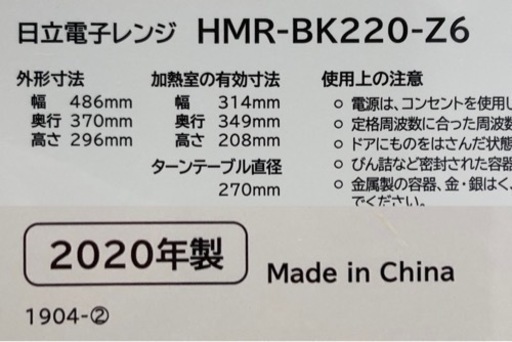 日立電子レンジ HMR-BK220-Z6
外形寸法
幅 486mm
奥行 370mm
高さ 296mm
加熱室の有効寸法
幅 314mm
奥行 349mm
高さ 208mm
ターンテーブル直径
270mm
使用上の注意
○ 電源は、コンセントを使用し
○ 定格周波数に合った周波数
○ ドアにものをはさんだ状態
○ びん詰など密封された容器
○ 金属製の容器、金・銀はく、
でください。
2020年製
Made in China
1904-②